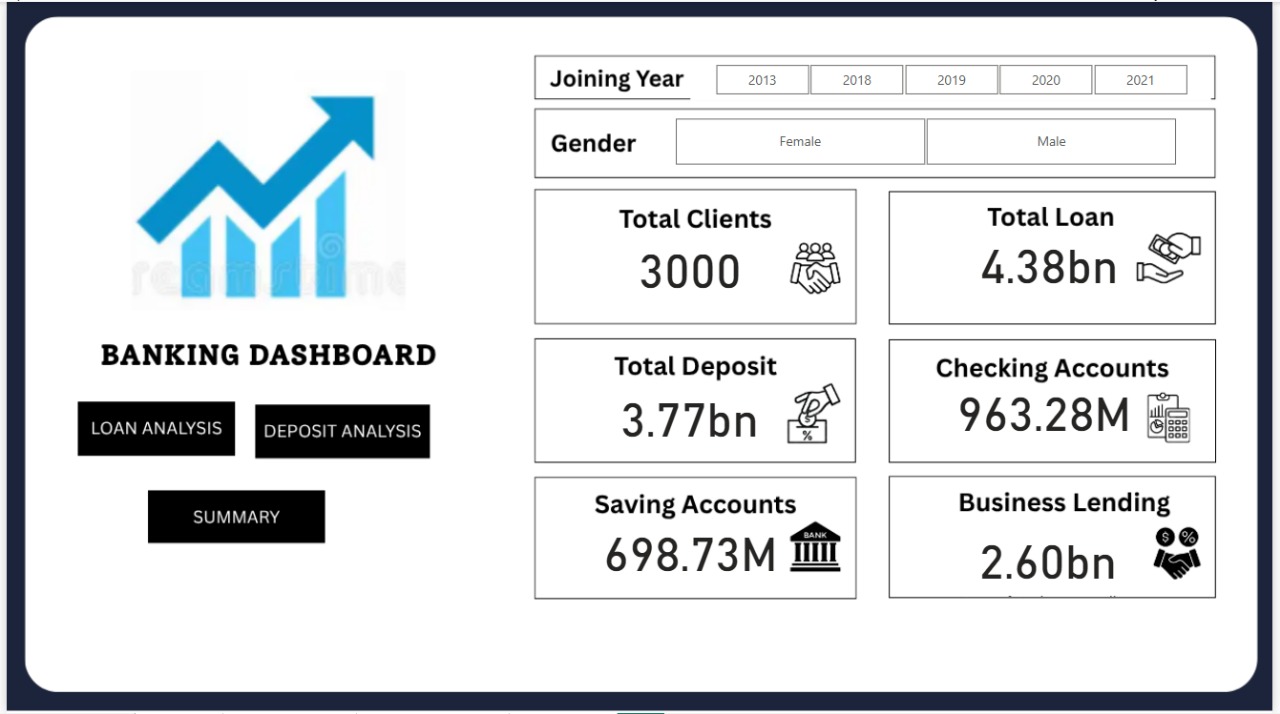 Joining Year
2013
2018
2019
2020
2021
Gender
Female
Male
Total Clients
3000
Total Loan
4.38bn
Total Deposit
3.77bn
%
Checking Accounts
963.28M
Saving Accounts
698.73M
BANK
Business Lending
2.60bn
$ %
BANKING DASHBOARD
LOAN ANALYSIS
DEPOSIT ANALYSIS
SUMMARY